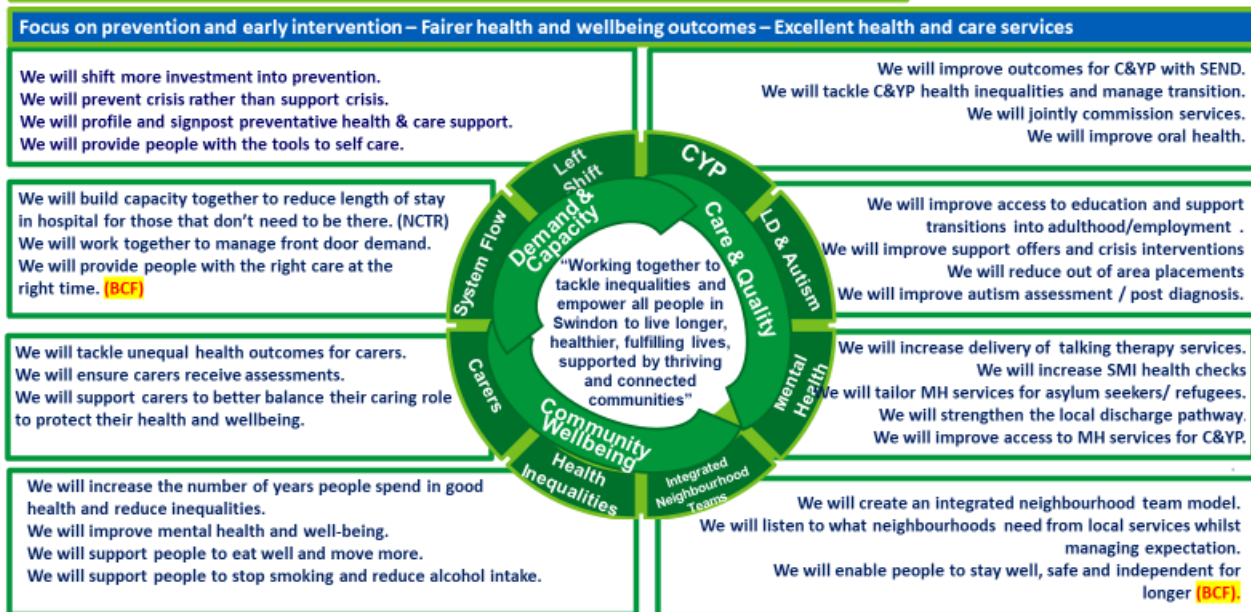 Focus on prevention and early intervention – Fairer health and wellbeing outcomes – Excellent health and care services
We will shift more investment into prevention.
We will prevent crisis rather than support crisis.
We will profile and signpost preventative health & care support.
We will provide people with the tools to self care.
We will improve outcomes for C&YP with SEND.
We will tackle C&YP health inequalities and manage transition.
We will jointly commission services.
We will improve oral health.
We will build capacity together to reduce length of stay
in hospital for those that don't need to be there. (NCTR)
We will work together to manage front door demand.
We will provide people with the right care at the
right time. (BCF)
We will improve access to education and support
transitions into adulthood/employment .
We will improve support offers and crisis interventions
We will reduce out of area placements
We will improve autism assessment / post diagnosis.
We will tackle unequal health outcomes for carers.
We will ensure carers receive assessments.
We will support carers to better balance their caring role
to protect their health and wellbeing.
We will increase delivery of talking therapy services.
We will increase SMI health checks
We will tailor MH services for asylum seekers/ refugees.
We will strengthen the local discharge pathway.
We will improve access to MH services for C&YP.
We will increase the number of years people spend in good
health and reduce inequalities.
We will improve mental health and well-being.
We will support people to eat well and move more.
We will support people to stop smoking and reduce alcohol intake.
We will create an integrated neighbourhood team model.
We will listen to what neighbourhoods need from local services whilst
managing expectation.
We will enable people to stay well, safe and independent for
longer (BCF).
Left
Shift
CYP
LD & Autism
Mental
Health
Integrated
Neighbourhood
Teams
Health
Inequalities
Carers
System Flow
Demand &
Capacity
Care & Quality
Community
Wellbeing
"Working together to
tackle inequalities and
empower all people in
Swindon to live longer,
healthier, fulfilling lives,
supported by thriving
and connected
communities"